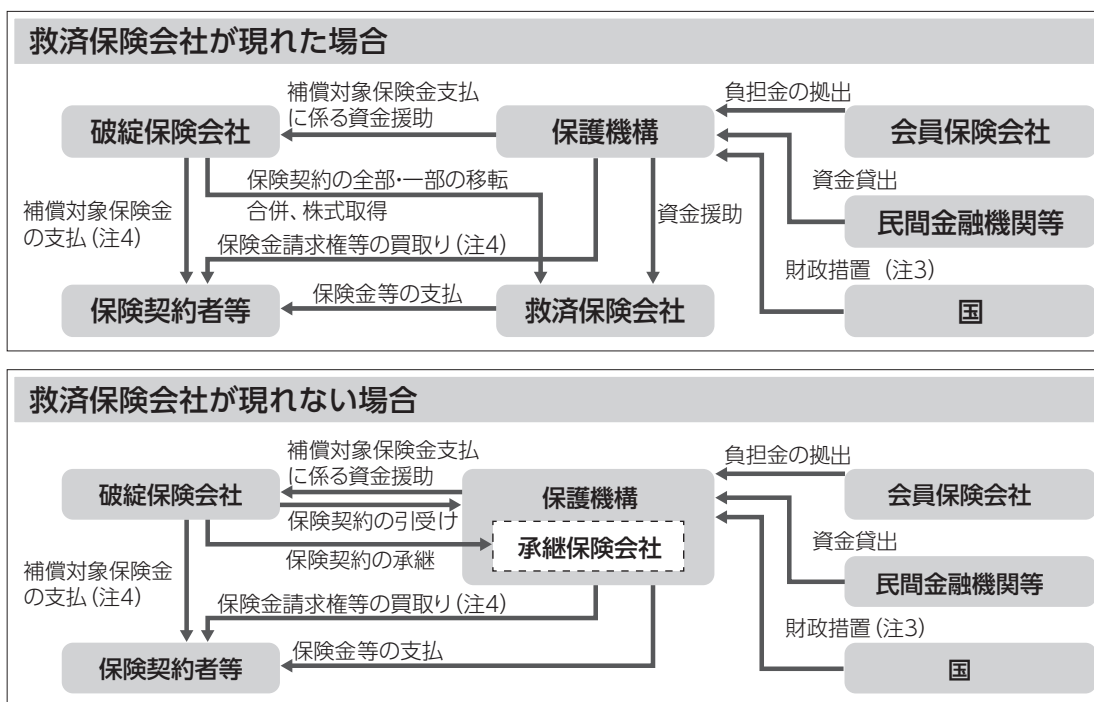 救済保険会社が現れた場合
補償対象保険金支払
に係る資金援助
負担金の拠出
破綻保険会社
保護機構
会員保険会社
保険契約の全部・一部の移転
合併、株式取得
資金貸出
補償対象保険金
の支払(注4)
資金援助
民間金融機関等
保険金請求権等の買取り(注4)
財政措置 (注3)
保険契約者等
保険金等の支払
救済保険会社
国
救済保険会社が現れない場合
補償対象保険金支払
に係る資金援助
負担金の拠出
破綻保険会社
保護機構
会員保険会社
保険契約の引受け
承継保険会社
資金貸出
保険契約の承継
補償対象保険金
の支払(注4)
民間金融機関等
保険金請求権等の買取り(注4)
財政措置(注3)
保険契約者等
保険金等の支払
国